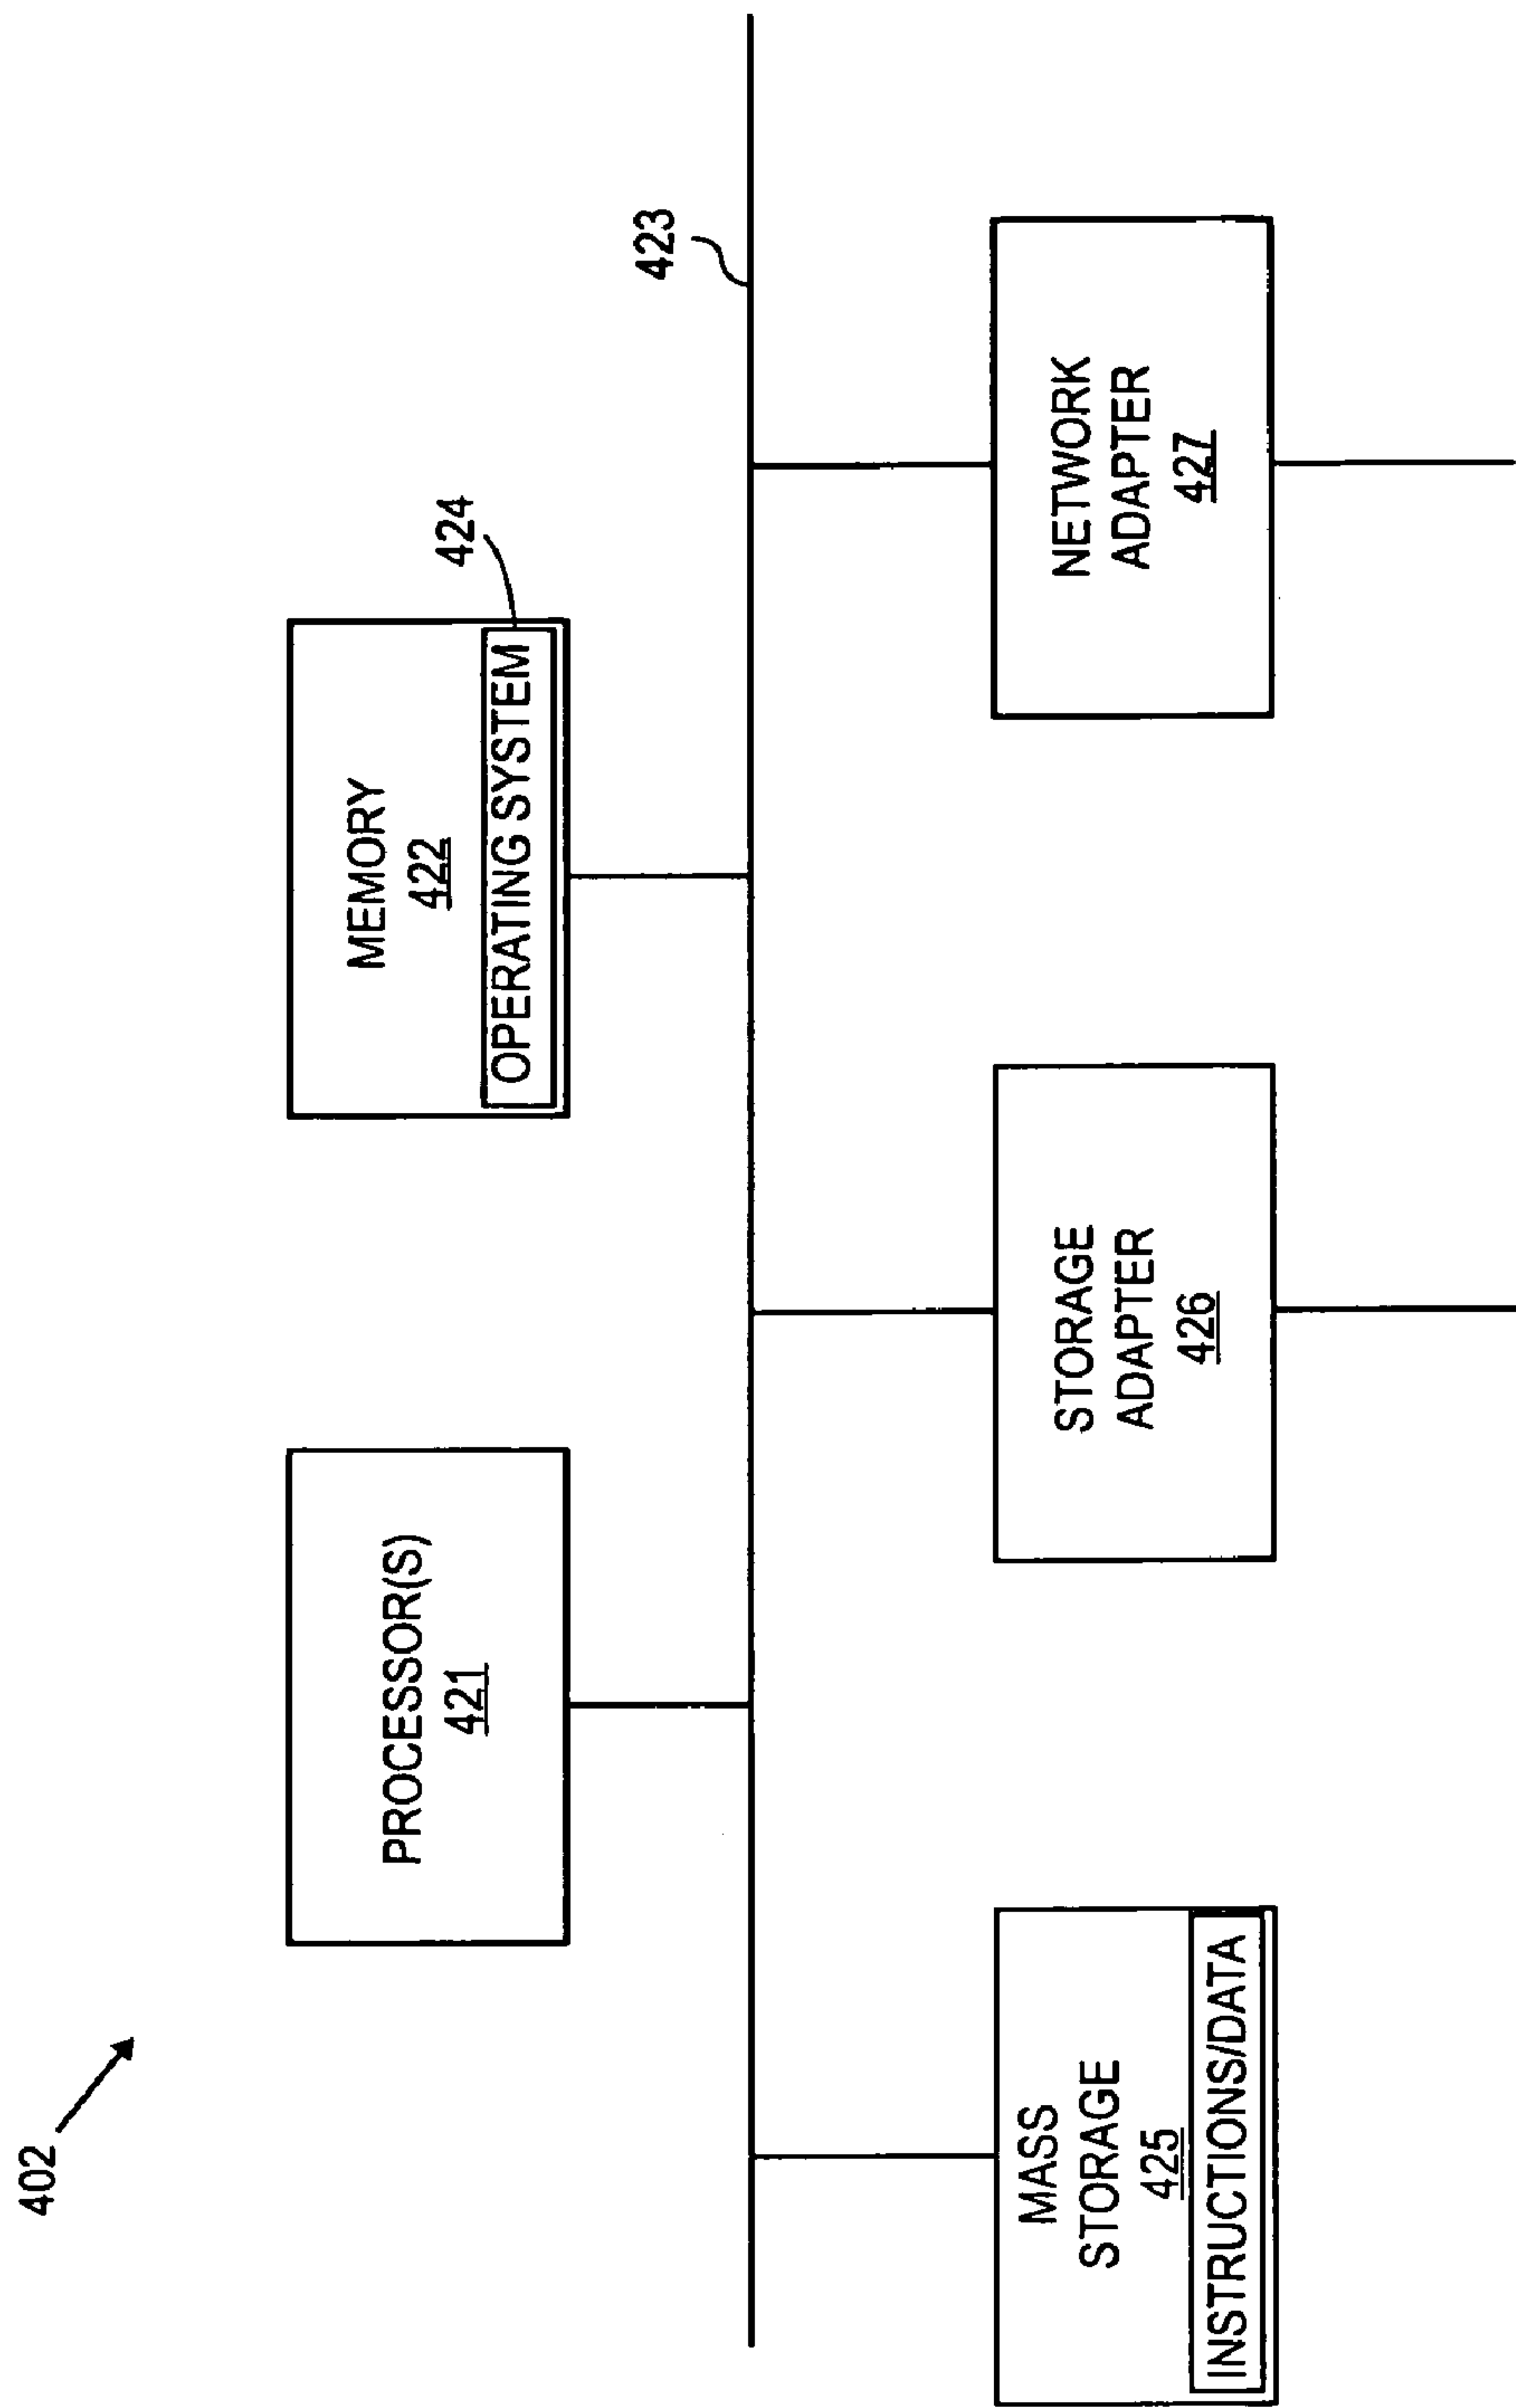 402
PROCESSOR(S)
421
MEMORY
422
OPERATING SYSTEM
424
423
MASS
STORAGE
425
INSTRUCTIONS/DATA
STORAGE
ADAPTER
426
NETWORK
ADAPTER
427